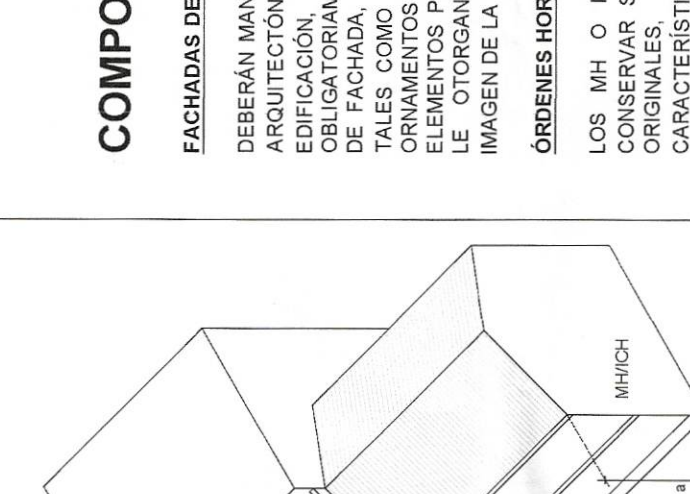 COMPO
FACHADAS DE
DEBERÁN MAN
ARQUITECTÓN
EDIFICACIÓN,
OBLIGATORIAM
DE FACHADA,
TALES COMO
ORNAMENTOS
ELEMENTOS P
LE OTORGAN
IMAGEN DE LA
ÓRDENES HOR
LOS MH O I
CONSERVAR S
ORIGINALES,
CARACTERÍSTI
MH/ICH
a